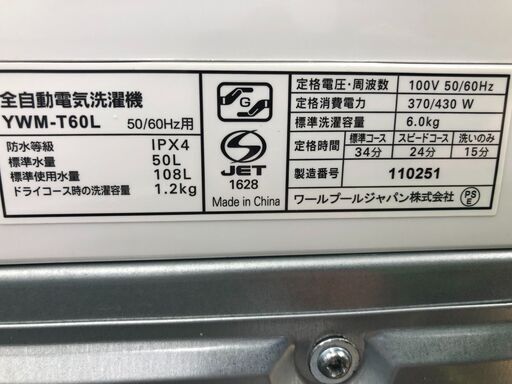 全自動電気洗濯機
YWM-T60L 50/60Hz用
防水等級 IPX4
標準水量 50L
標準使用水量 108L
ドライコース時の洗濯容量 1.2kg
G
S
JET
1628
Made in China
定格電圧・周波数 100V 50/60Hz
定格消費電力 370/430 W
標準洗濯容量 6.0kg
定格時間 標準コース スピードコース 洗いのみ
34分 24分 15分
製造番号 110251
ワールプールジャパン株式会社 PSE